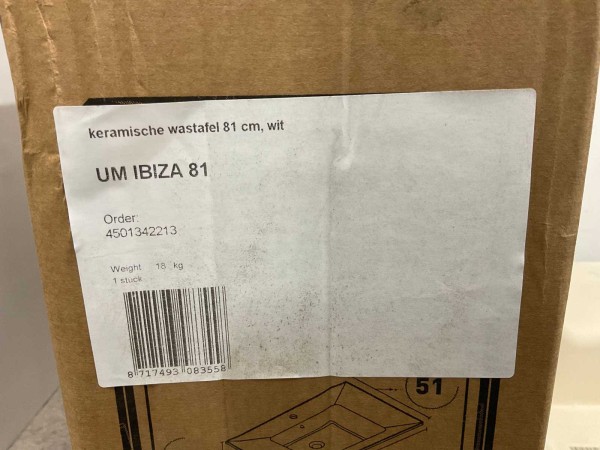 keramische wastafel 81 cm, wit
UM IBIZA 81
Order:
4501342213
Weight 18 kg
1 stuck
8 717493 083558
51